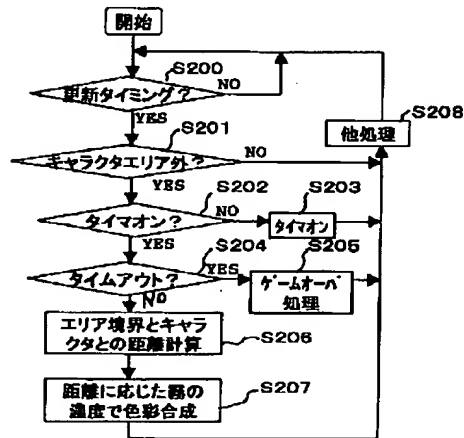 開始
S200
更新タイミング?
NO
YES
S201
キャラクタエリア外?
NO
YES
S202
タイマオン?
NO
S203
タイマオン
YES
S204
タイムアウト?
YES
S205
ゲームオーバ
処理
NO
エリア境界とキャラ
クタとの距離計算
S206
距離に応じた霧の
濃度で色彩合成
S207
他処理
S208